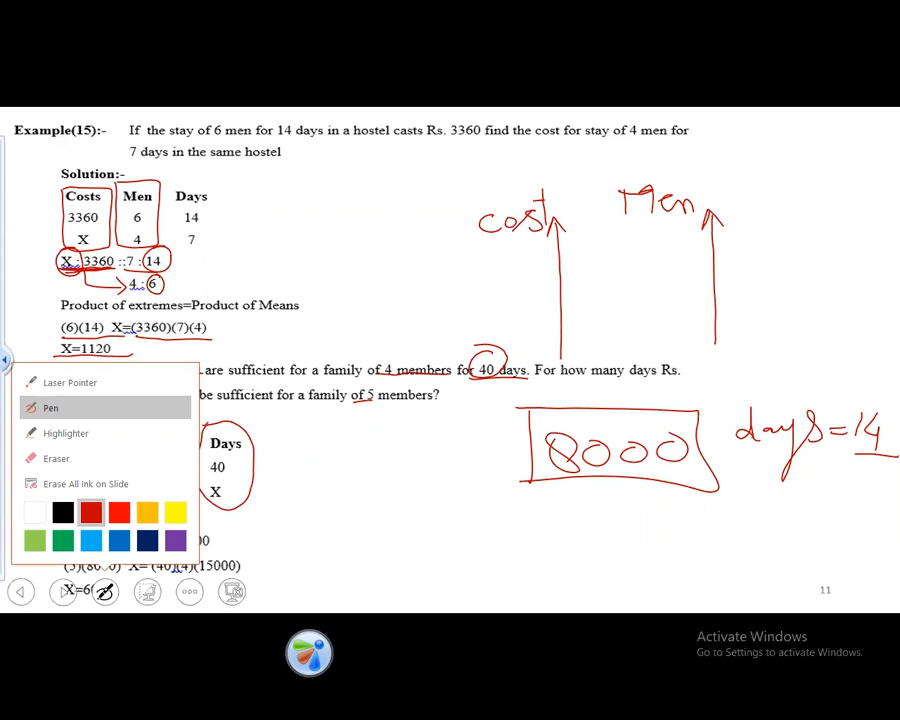 Example(15):- If the stay of 6 men for 14 days in a hostel casts Rs. 3360 find the cost for stay of 4 men for
7 days in the same hostel
Solution:-
Costs Men Days
3360 6 14
X 4 7
X : 3360 ::7 : 14
4 : 6
Product of extremes=Product of Means
(6)(14) X=(3360)(7)(4)
X=1120
cost Men
are sufficient for a family of 4 members for 40 days. For how many days Rs.
be sufficient for a family of 5 members?
Laser Pointer
Pen
Highlighter
Eraser
Erase All Ink on Slide
Days
40
X
8000 days=14
X= (40)(4)(15000)
11
Activate Windows
Go to Settings to activate Windows.